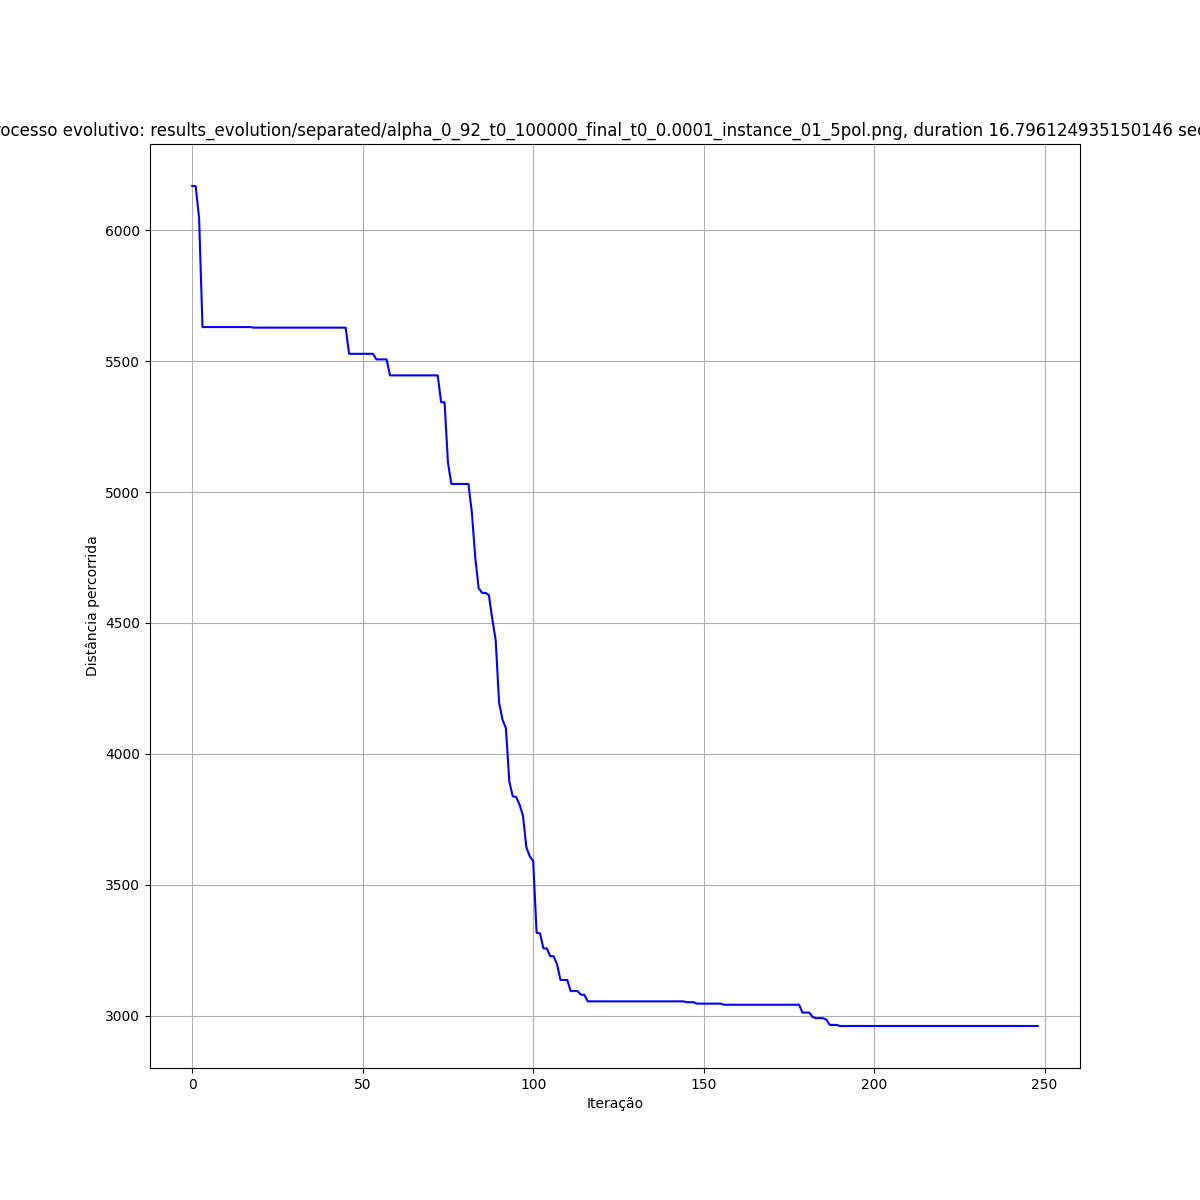 ocesso evolutivo: results_evolution/separated/alpha_0_92_t0_100000_final_t0_0.0001_instance_01_5pol.png, duration 16.796124935150146 sec
6000
5500
5000
4500
4000
3500
3000
Distância percorrida
0 50 100 150 200 250
Iteração